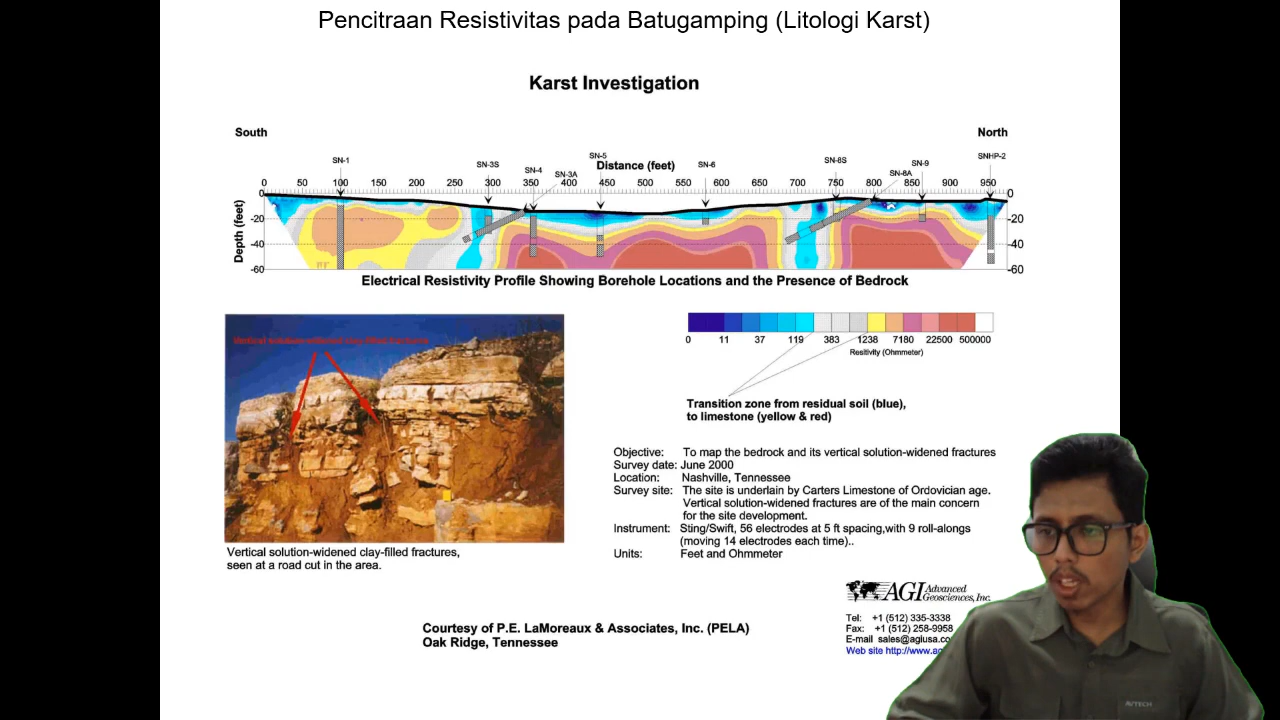 Pencitraan Resistivitas pada Batugamping (Litologi Karst)
Karst Investigation
South
North
SN-1
SN-3S
SN-4
SN-3A
SN-5
Distance (feet)
SN-6
SN-8S
SN-8A
SN-9
SNHP-2
0 50 100 150 200 250 300 350 400 450 500 550 600 650 700 750 800 850 900 950
Depth (feet)
0 0
-20 -20
-40 -40
-60 -60
Electrical Resistivity Profile Showing Borehole Locations and the Presence of Bedrock
Vertical solution-widened clay-filled fractures
0 11 37 119 383 1238 7180 22500 500000
Resitivity (Ohmmeter)
Transition zone from residual soil (blue),
to limestone (yellow & red)
Objective: To map the bedrock and its vertical solution-widened fractures
Survey date: June 2000
Location: Nashville, Tennessee
Survey site: The site is underlain by Carters Limestone of Ordovician age.
Vertical solution-widened fractures are of the main concern
for the site development.
Instrument: Sting/Swift, 56 electrodes at 5 ft spacing,with 9 roll-alongs
(moving 14 electrodes each time)..
Units: Feet and Ohmmeter
Vertical solution-widened clay-filled fractures,
seen at a road cut in the area.
AGI Advanced
Geosciences, Inc.
Tel: +1 (512) 335-3338
Fax: +1 (512) 258-9958
E-mail sales@agiusa.co
Web site http://www.ag
Courtesy of P.E. LaMoreaux & Associates, Inc. (PELA)
Oak Ridge, Tennessee
AVTECH